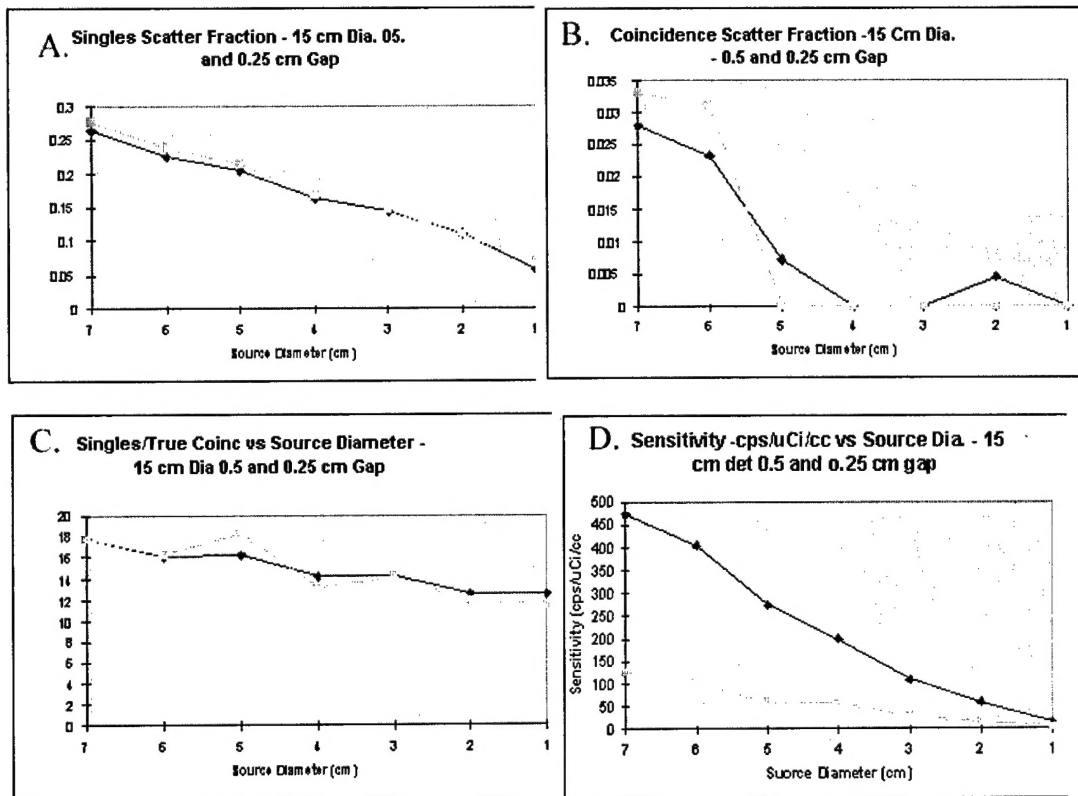 A. Singles Scatter Fraction - 15 cm Dia. 05.
and 0.25 cm Gap
0.3
0.25
0.2
0.15
0.1
0.05
0
7 6 5 4 3 2 1
Source Diameter (cm)
B. Coincidence Scatter Fraction -15 Cm Dia.
- 0.5 and 0.25 cm Gap
0.035
0.03
0.025
0.02
0.015
0.01
0.005
0
7 6 5 4 3 2 1
Source Diameter (cm)
C. Singles/True Coinc vs Source Diameter -
15 cm Dia 0.5 and 0.25 cm Gap
20
18
16
14
12
10
8
6
4
2
0
7 6 5 4 3 2 1
Source Diameter (cm)
D. Sensitivity -cps/uCi/cc vs Source Dia. - 15
cm det 0.5 and o.25 cm gap
Sensitivity (cps/uCi/cc)
500
450
400
350
300
250
200
150
100
50
0
7 6 5 4 3 2 1
Suorce Diameter (cm)